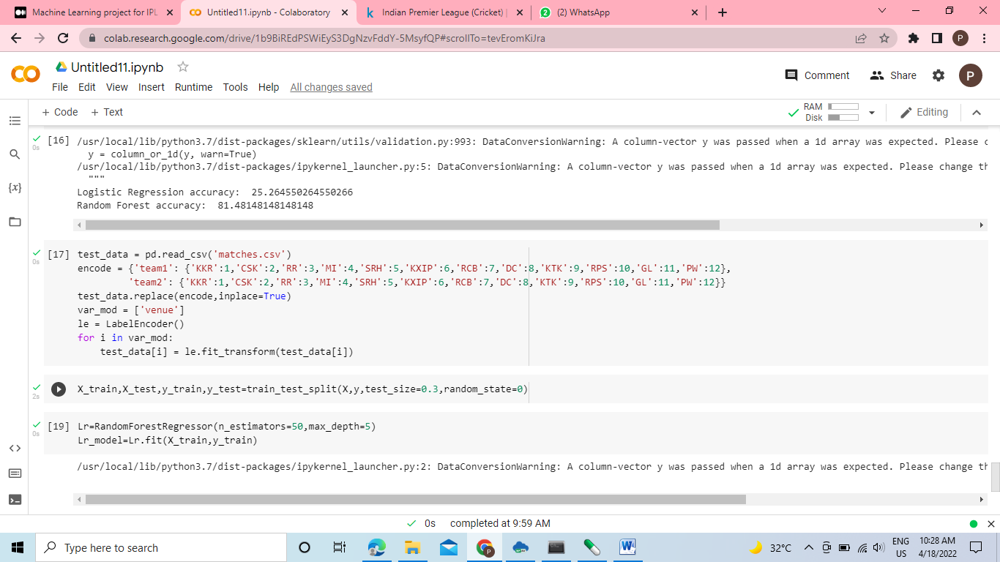 Machine Learning project for IPL
Untitled11.ipynb - Colaboratory
Indian Premier League (Cricket) |
(2) WhatsApp
colab.research.google.com/drive/1b9BiREdPSWiEyS3DgNzvFddY-5MsyfQP#scrollTo=tevEromKiJra
P
Untitled11.ipynb
File Edit View Insert Runtime Tools Help All changes saved
Comment Share P
+ Code + Text
RAM
Disk
Editing
[16] /usr/local/lib/python3.7/dist-packages/sklearn/utils/validation.py:993: DataConversionWarning: A column-vector y was passed when a 1d array was expected. Please c
0s
y = column_or_1d(y, warn=True)
/usr/local/lib/python3.7/dist-packages/ipykernel_launcher.py:5: DataConversionWarning: A column-vector y was passed when a 1d array was expected. Please change th
"""
Logistic Regression accuracy:  25.264550264550266
Random Forest accuracy:  81.48148148148148
[17] test_data = pd.read_csv('matches.csv')
0s
encode = {'team1': {'KKR':1,'CSK':2,'RR':3,'MI':4,'SRH':5,'KXIP':6,'RCB':7,'DC':8,'KTK':9,'RPS':10,'GL':11,'PW':12},
'team2': {'KKR':1,'CSK':2,'RR':3,'MI':4,'SRH':5,'KXIP':6,'RCB':7,'DC':8,'KTK':9,'RPS':10,'GL':11,'PW':12}}
test_data.replace(encode,inplace=True)
var_mod = ['venue']
le = LabelEncoder()
for i in var_mod:
test_data[i] = le.fit_transform(test_data[i])
X_train,X_test,y_train,y_test=train_test_split(X,y,test_size=0.3,random_state=0)
2s
[19] Lr=RandomForestRegressor(n_estimators=50,max_depth=5)
0s
Lr_model=Lr.fit(X_train,y_train)
/usr/local/lib/python3.7/dist-packages/ipykernel_launcher.py:2: DataConversionWarning: A column-vector y was passed when a 1d array was expected. Please change th
0s completed at 9:59 AM
Type here to search
32°C
ENG
US
10:28 AM
4/18/2022